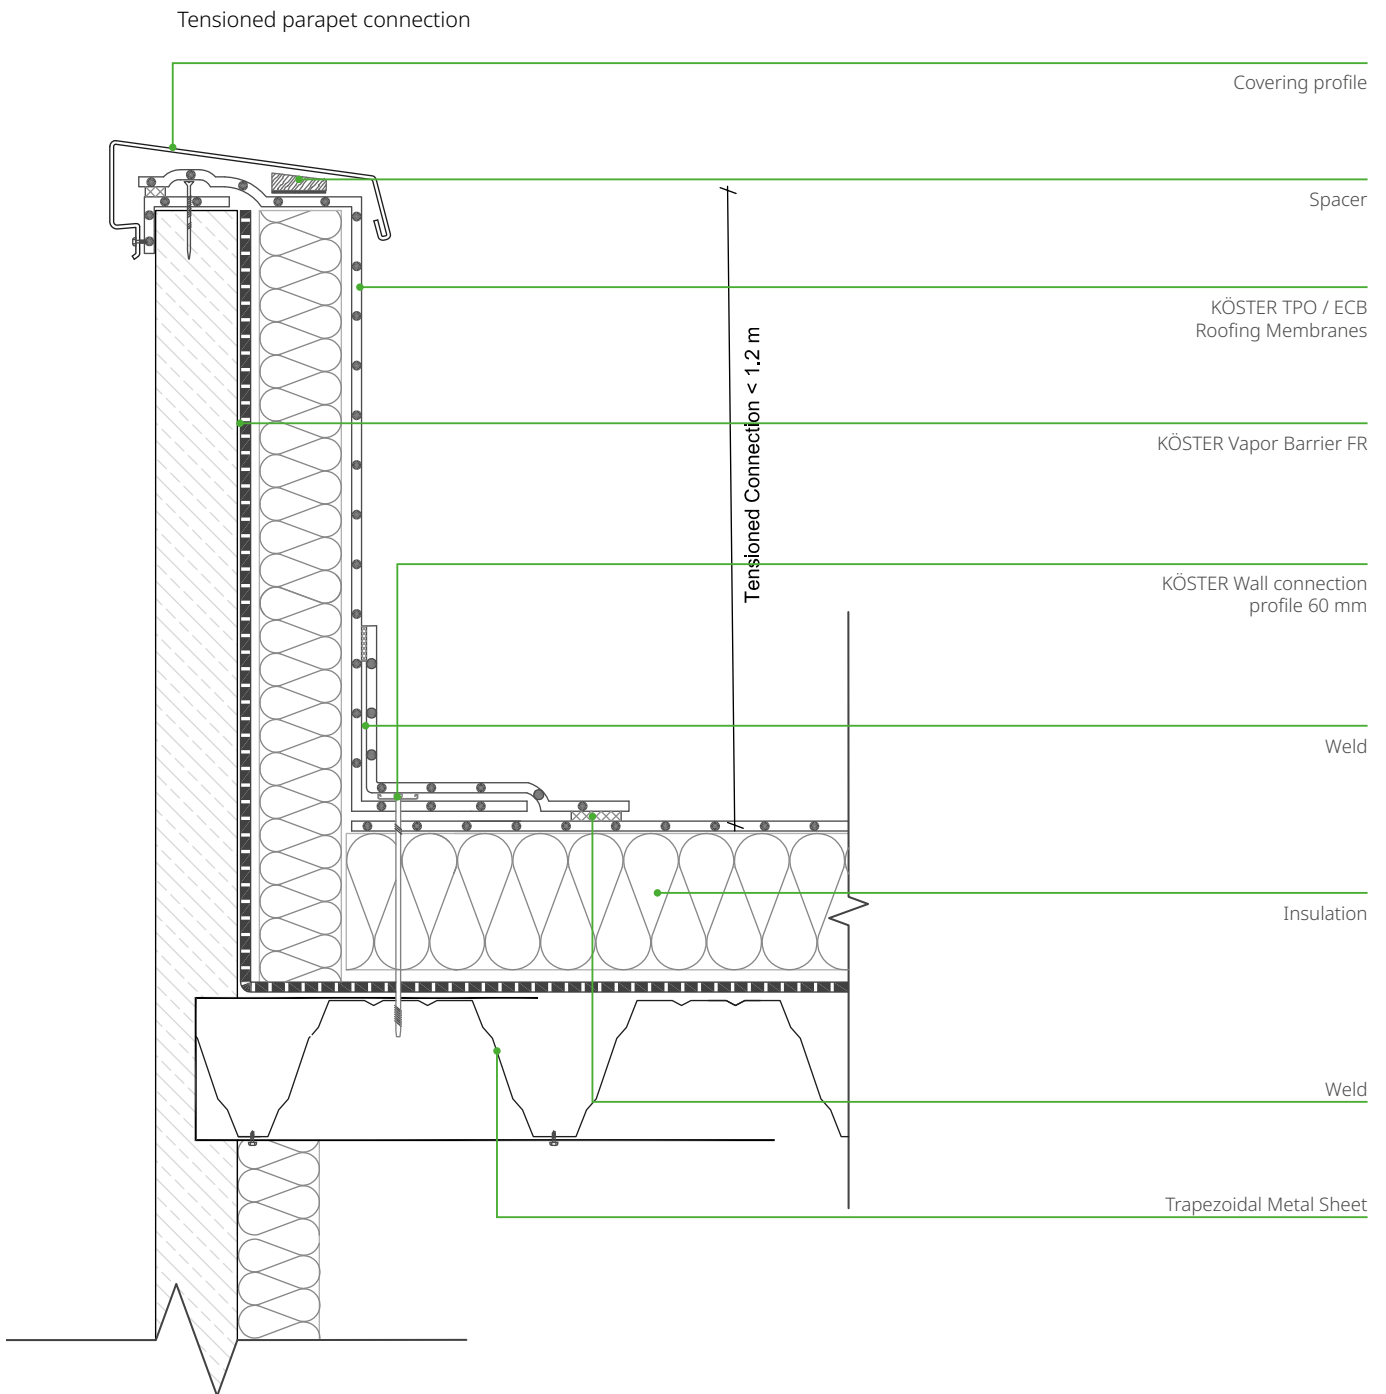 Tensioned parapet connection
Covering profile
Spacer
KÖSTER TPO / ECB
Roofing Membranes
Tensioned Connection < 1.2 m
KÖSTER Vapor Barrier FR
KÖSTER Wall connection
profile 60 mm
Weld
Insulation
Weld
Trapezoidal Metal Sheet